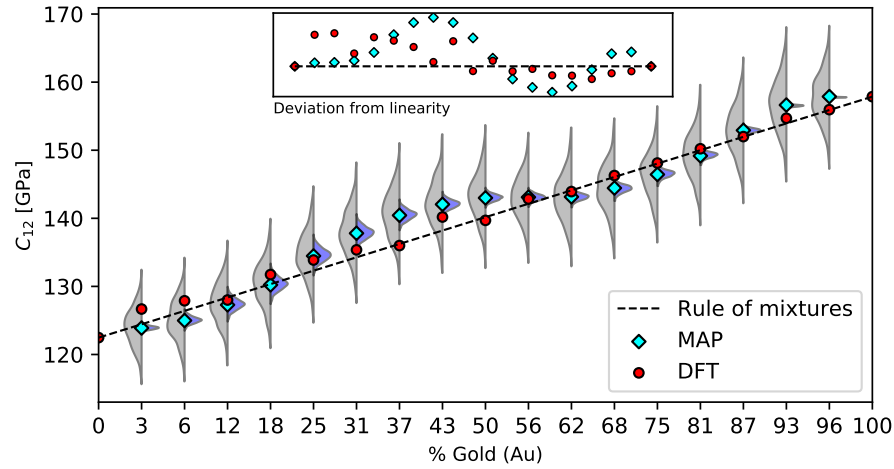 Deviation from linearity
170
160
150
140
130
120
C12 [GPa]
Rule of mixtures
MAP
DFT
0 3 6 12 18 25 31 37 43 50 56 62 68 75 81 87 93 96 100
% Gold (Au)